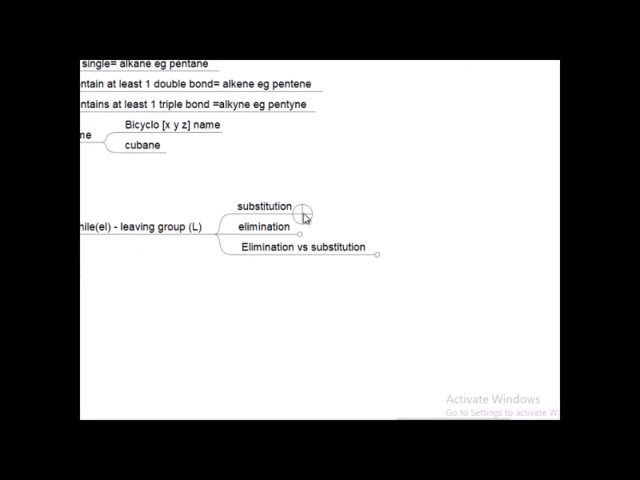 single= alkane eg pentane
ntain at least 1 double bond= alkene eg pentene
ntains at least 1 triple bond =alkyne eg pentyne
Bicyclo [x y z] name
me
cubane
substitution
hile(el) - leaving group (L)
elimination
Elimination vs substitution
Activate Windows
Go to Settings to activate Wi